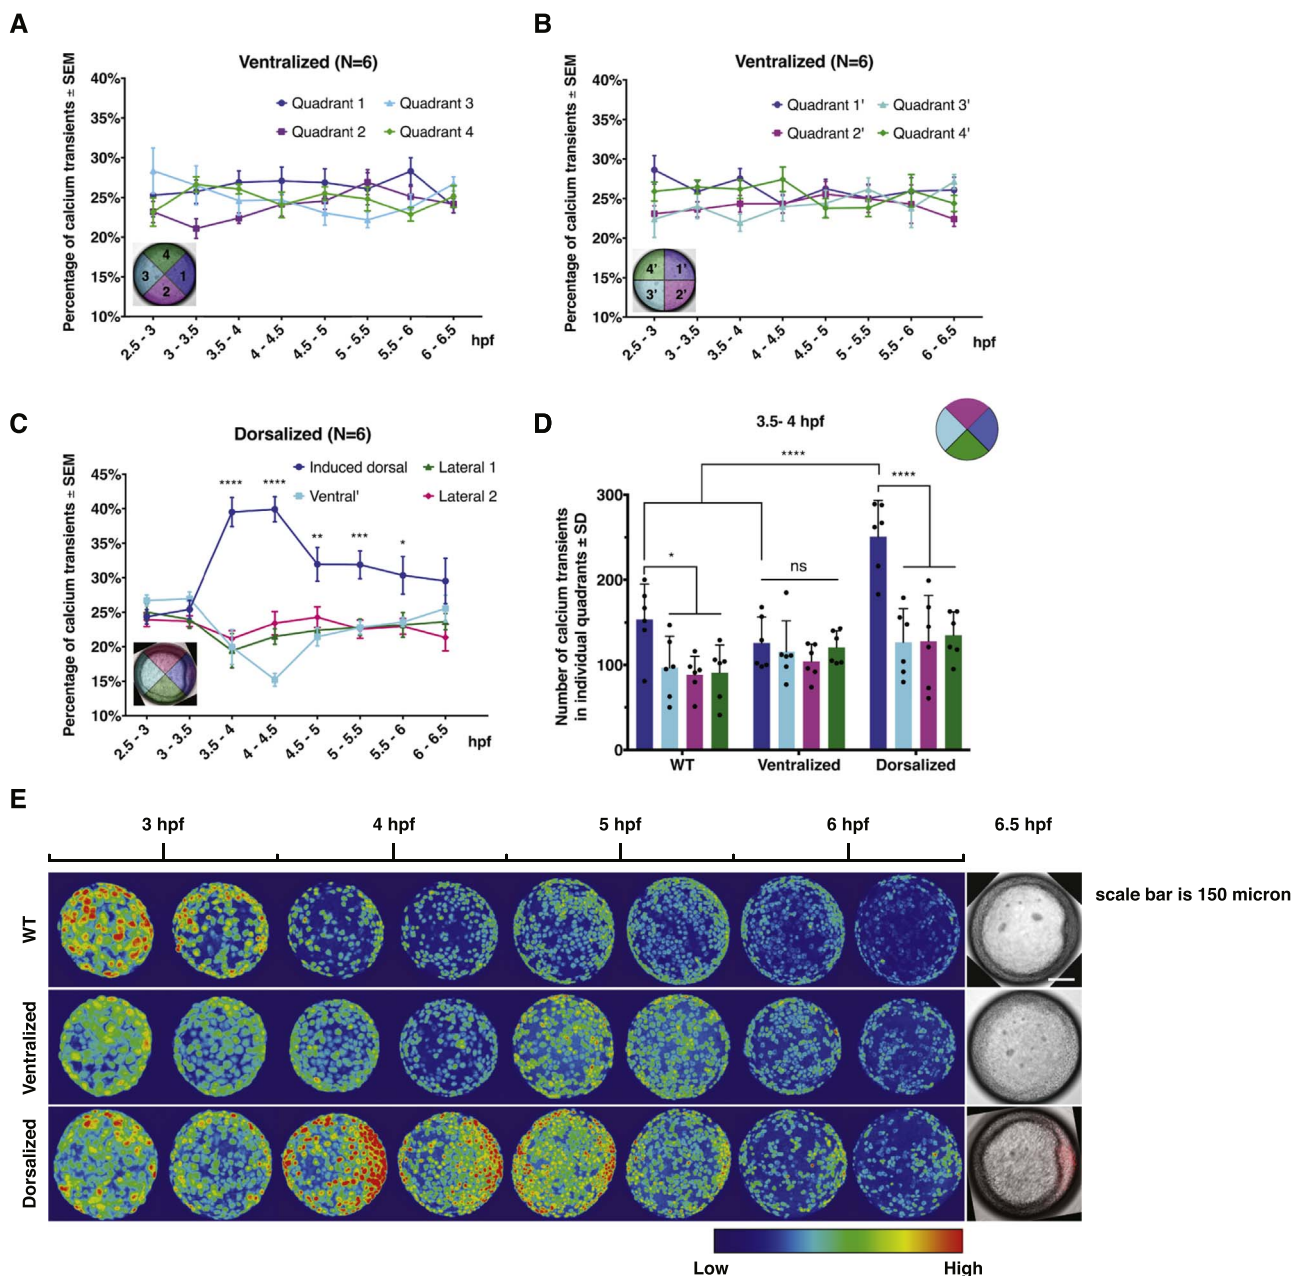 A
Ventralized (N=6)
Percentage of calcium transients ± SEM
Quadrant 1
Quadrant 3
Quadrant 2
Quadrant 4
40%
35%
30%
25%
20%
15%
10%
4
3
1
2
2.5 - 3
3 - 3.5
3.5 - 4
4 - 4.5
4.5 - 5
5 - 5.5
5.5 - 6
6 - 6.5
hpf
B
Ventralized (N=6)
Percentage of calcium transients ± SEM
Quadrant 1'
Quadrant 3'
Quadrant 2'
Quadrant 4'
40%
35%
30%
25%
20%
15%
10%
4'
1'
3'
2'
2.5 - 3
3 - 3.5
3.5 - 4
4 - 4.5
4.5 - 5
5 - 5.5
5.5 - 6
6 - 6.5
hpf
C
Dorsalized (N=6)
Percentage of calcium transients ± SEM
Induced dorsal
Lateral 1
Ventral'
Lateral 2
45%
40%
35%
30%
25%
20%
15%
10%
****
****
**
***
*
2.5 - 3
3 - 3.5
3.5 - 4
4 - 4.5
4.5 - 5
5 - 5.5
5.5 - 6
6 - 6.5
hpf
D
3.5- 4 hpf
Number of calcium transients
in individual quadrants ± SD
300
200
100
0
****
****
*
ns
WT
Ventralized
Dorsalized
E
3 hpf
4 hpf
5 hpf
6 hpf
6.5 hpf
WT
scale bar is 150 micron
Ventralized
Dorsalized
Low
High